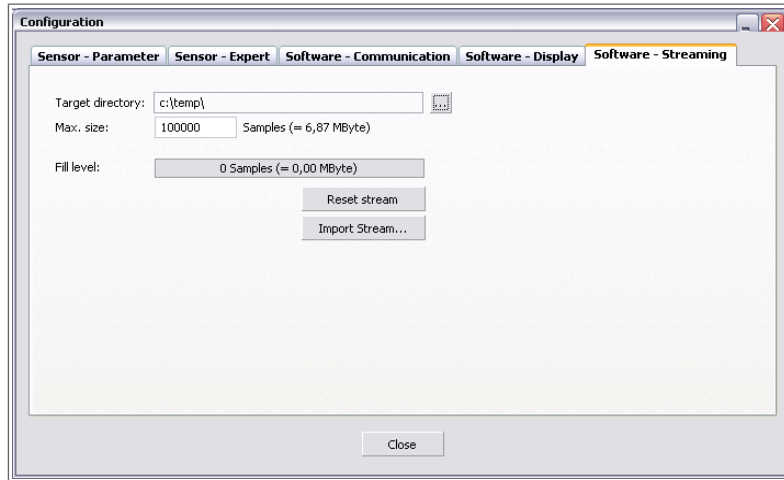 Configuration
Sensor - Parameter Sensor - Expert Software - Communication Software - Display Software - Streaming
Target directory: c:\temp\ ...
Max. size: 100000 Samples (= 6,87 MByte)
Fill level: 0 Samples (= 0,00 MByte)
Reset stream
Import Stream...
Close